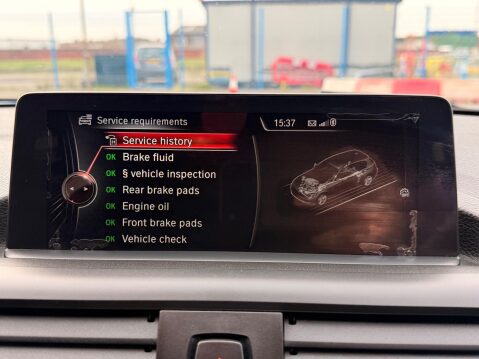 Service requirements
15:37
Service history
OK Brake fluid
OK § vehicle inspection
OK Rear brake pads
OK Engine oil
OK Front brake pads
OK Vehicle check